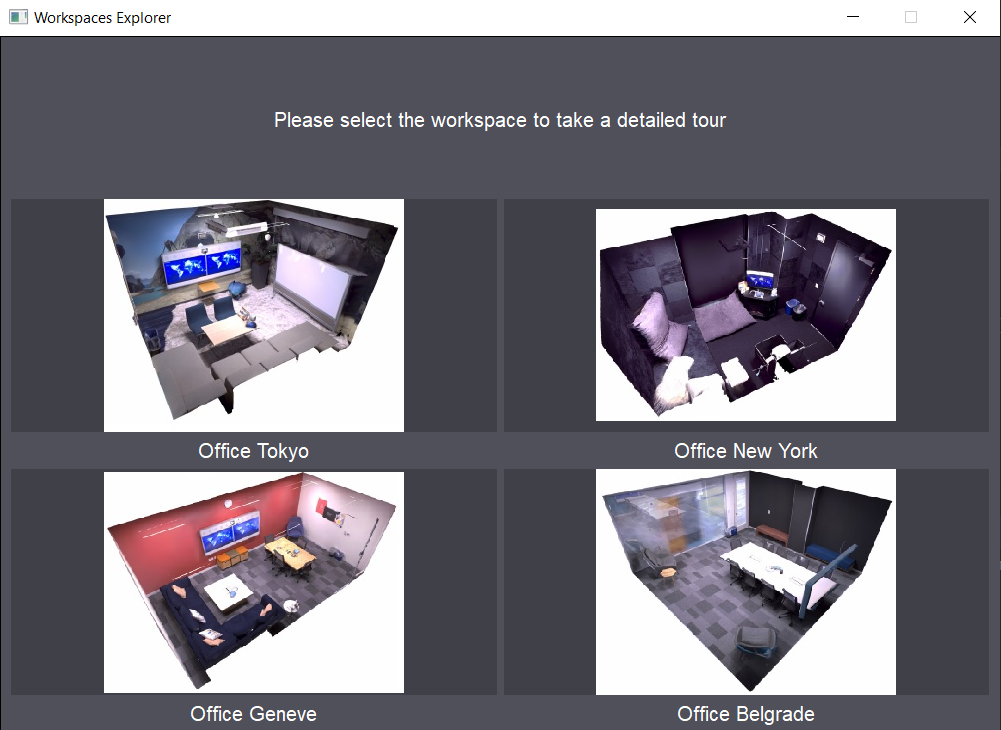 Workspaces Explorer
Please select the workspace to take a detailed tour
Office Tokyo
Office New York
Office Geneve
Office Belgrade